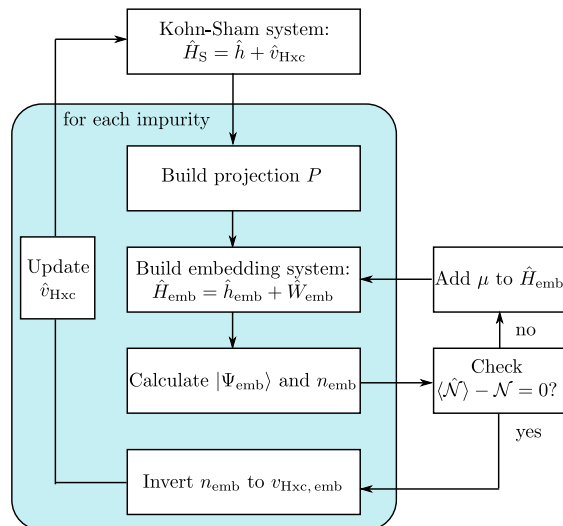 Kohn-Sham system:
Ĥ_S = ĥ + v̂_Hxc
for each impurity
Build projection P
Build embedding system:
Ĥ_emb = ĥ_emb + Ŵ_emb
Update
v̂_Hxc
Add μ to Ĥ_emb
no
Calculate |Ψ_emb⟩ and n_emb
Check
⟨𝒩̂⟩ − 𝒩 = 0?
yes
Invert n_emb to v_Hxc, emb